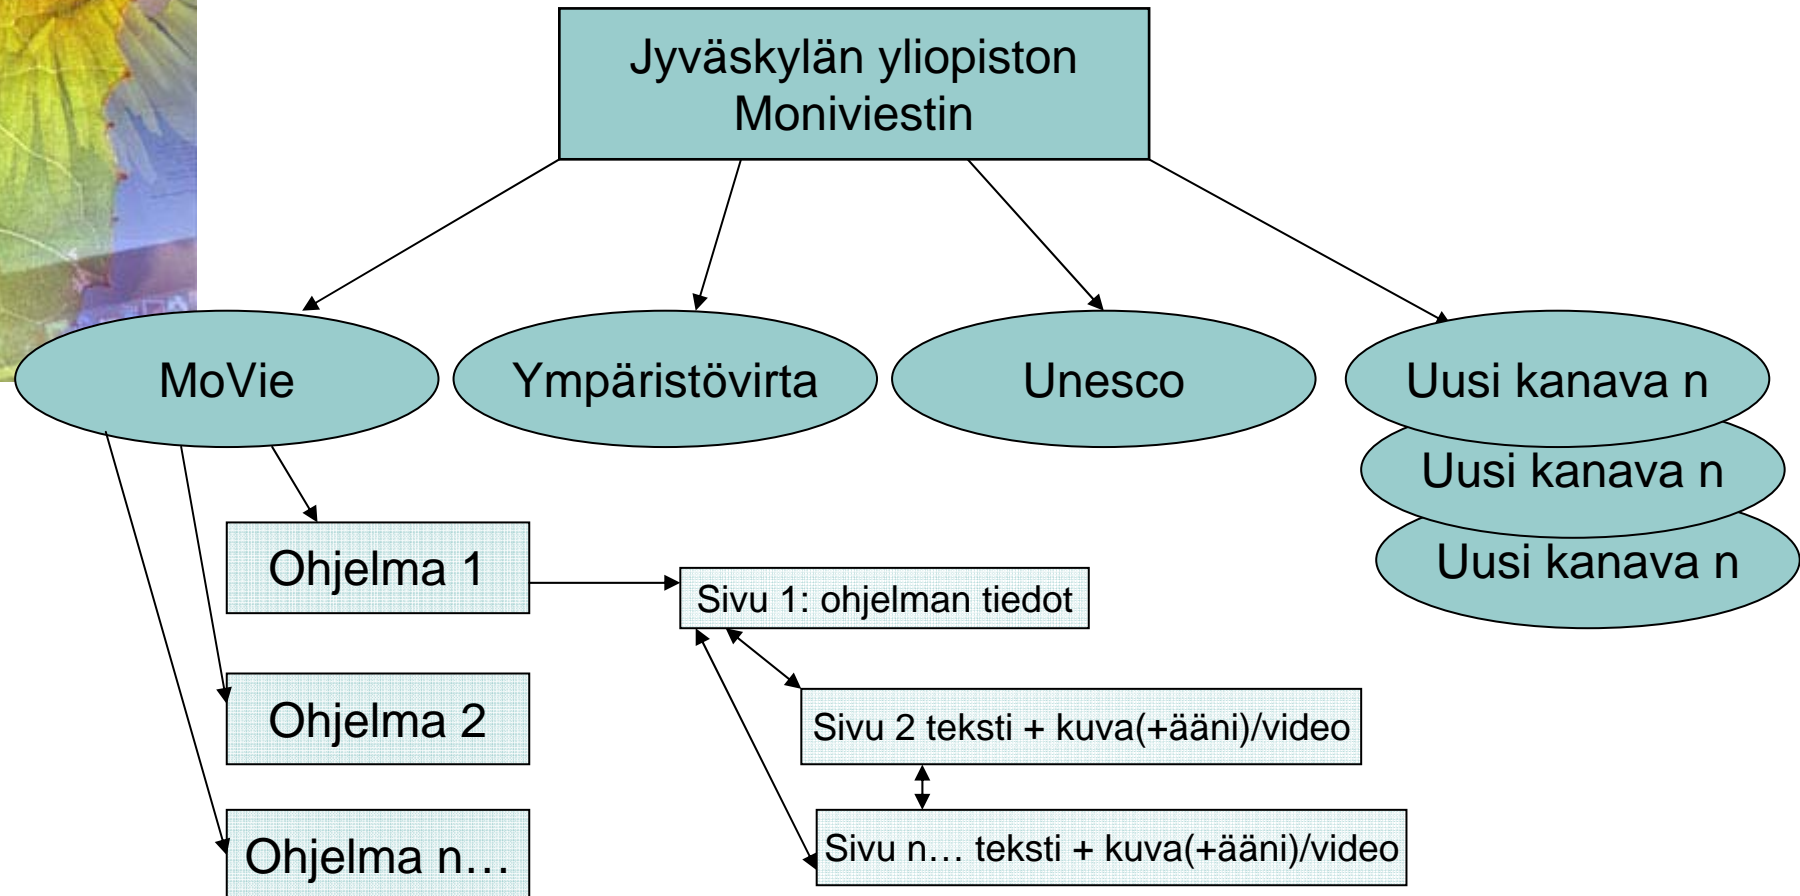 Jyväskylän yliopiston
Moniviestin
MoVie
Ympäristövirta
Unesco
Uusi kanava n
Uusi kanava n
Uusi kanava n
Ohjelma 1
Sivu 1: ohjelman tiedot
Ohjelma 2
Sivu 2 teksti + kuva(+ääni)/video
Ohjelma n…
Sivu n… teksti + kuva(+ääni)/video